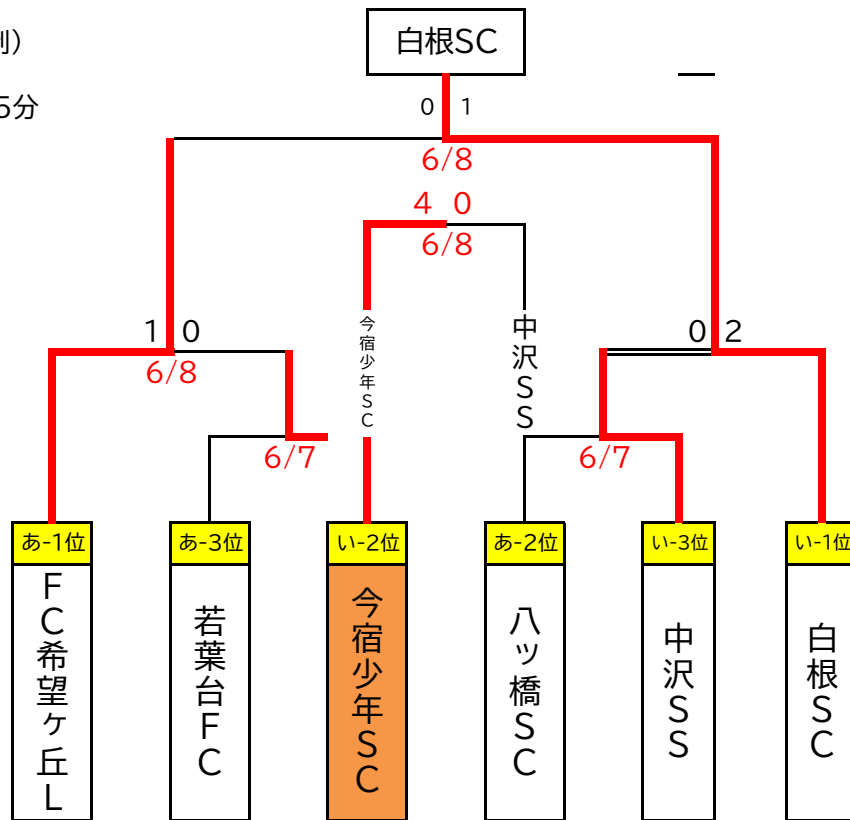 白根SC
制)
5分
0 1
6/8
4 0
6/8
1 0
6/8
今宿少年SC
中沢SS
0 2
6/7
6/7
あ-1位
あ-3位
い-2位
あ-2位
い-3位
い-1位
FC希望ヶ丘L
若葉台FC
今宿少年SC
八ッ橋SC
中沢SS
白根SC